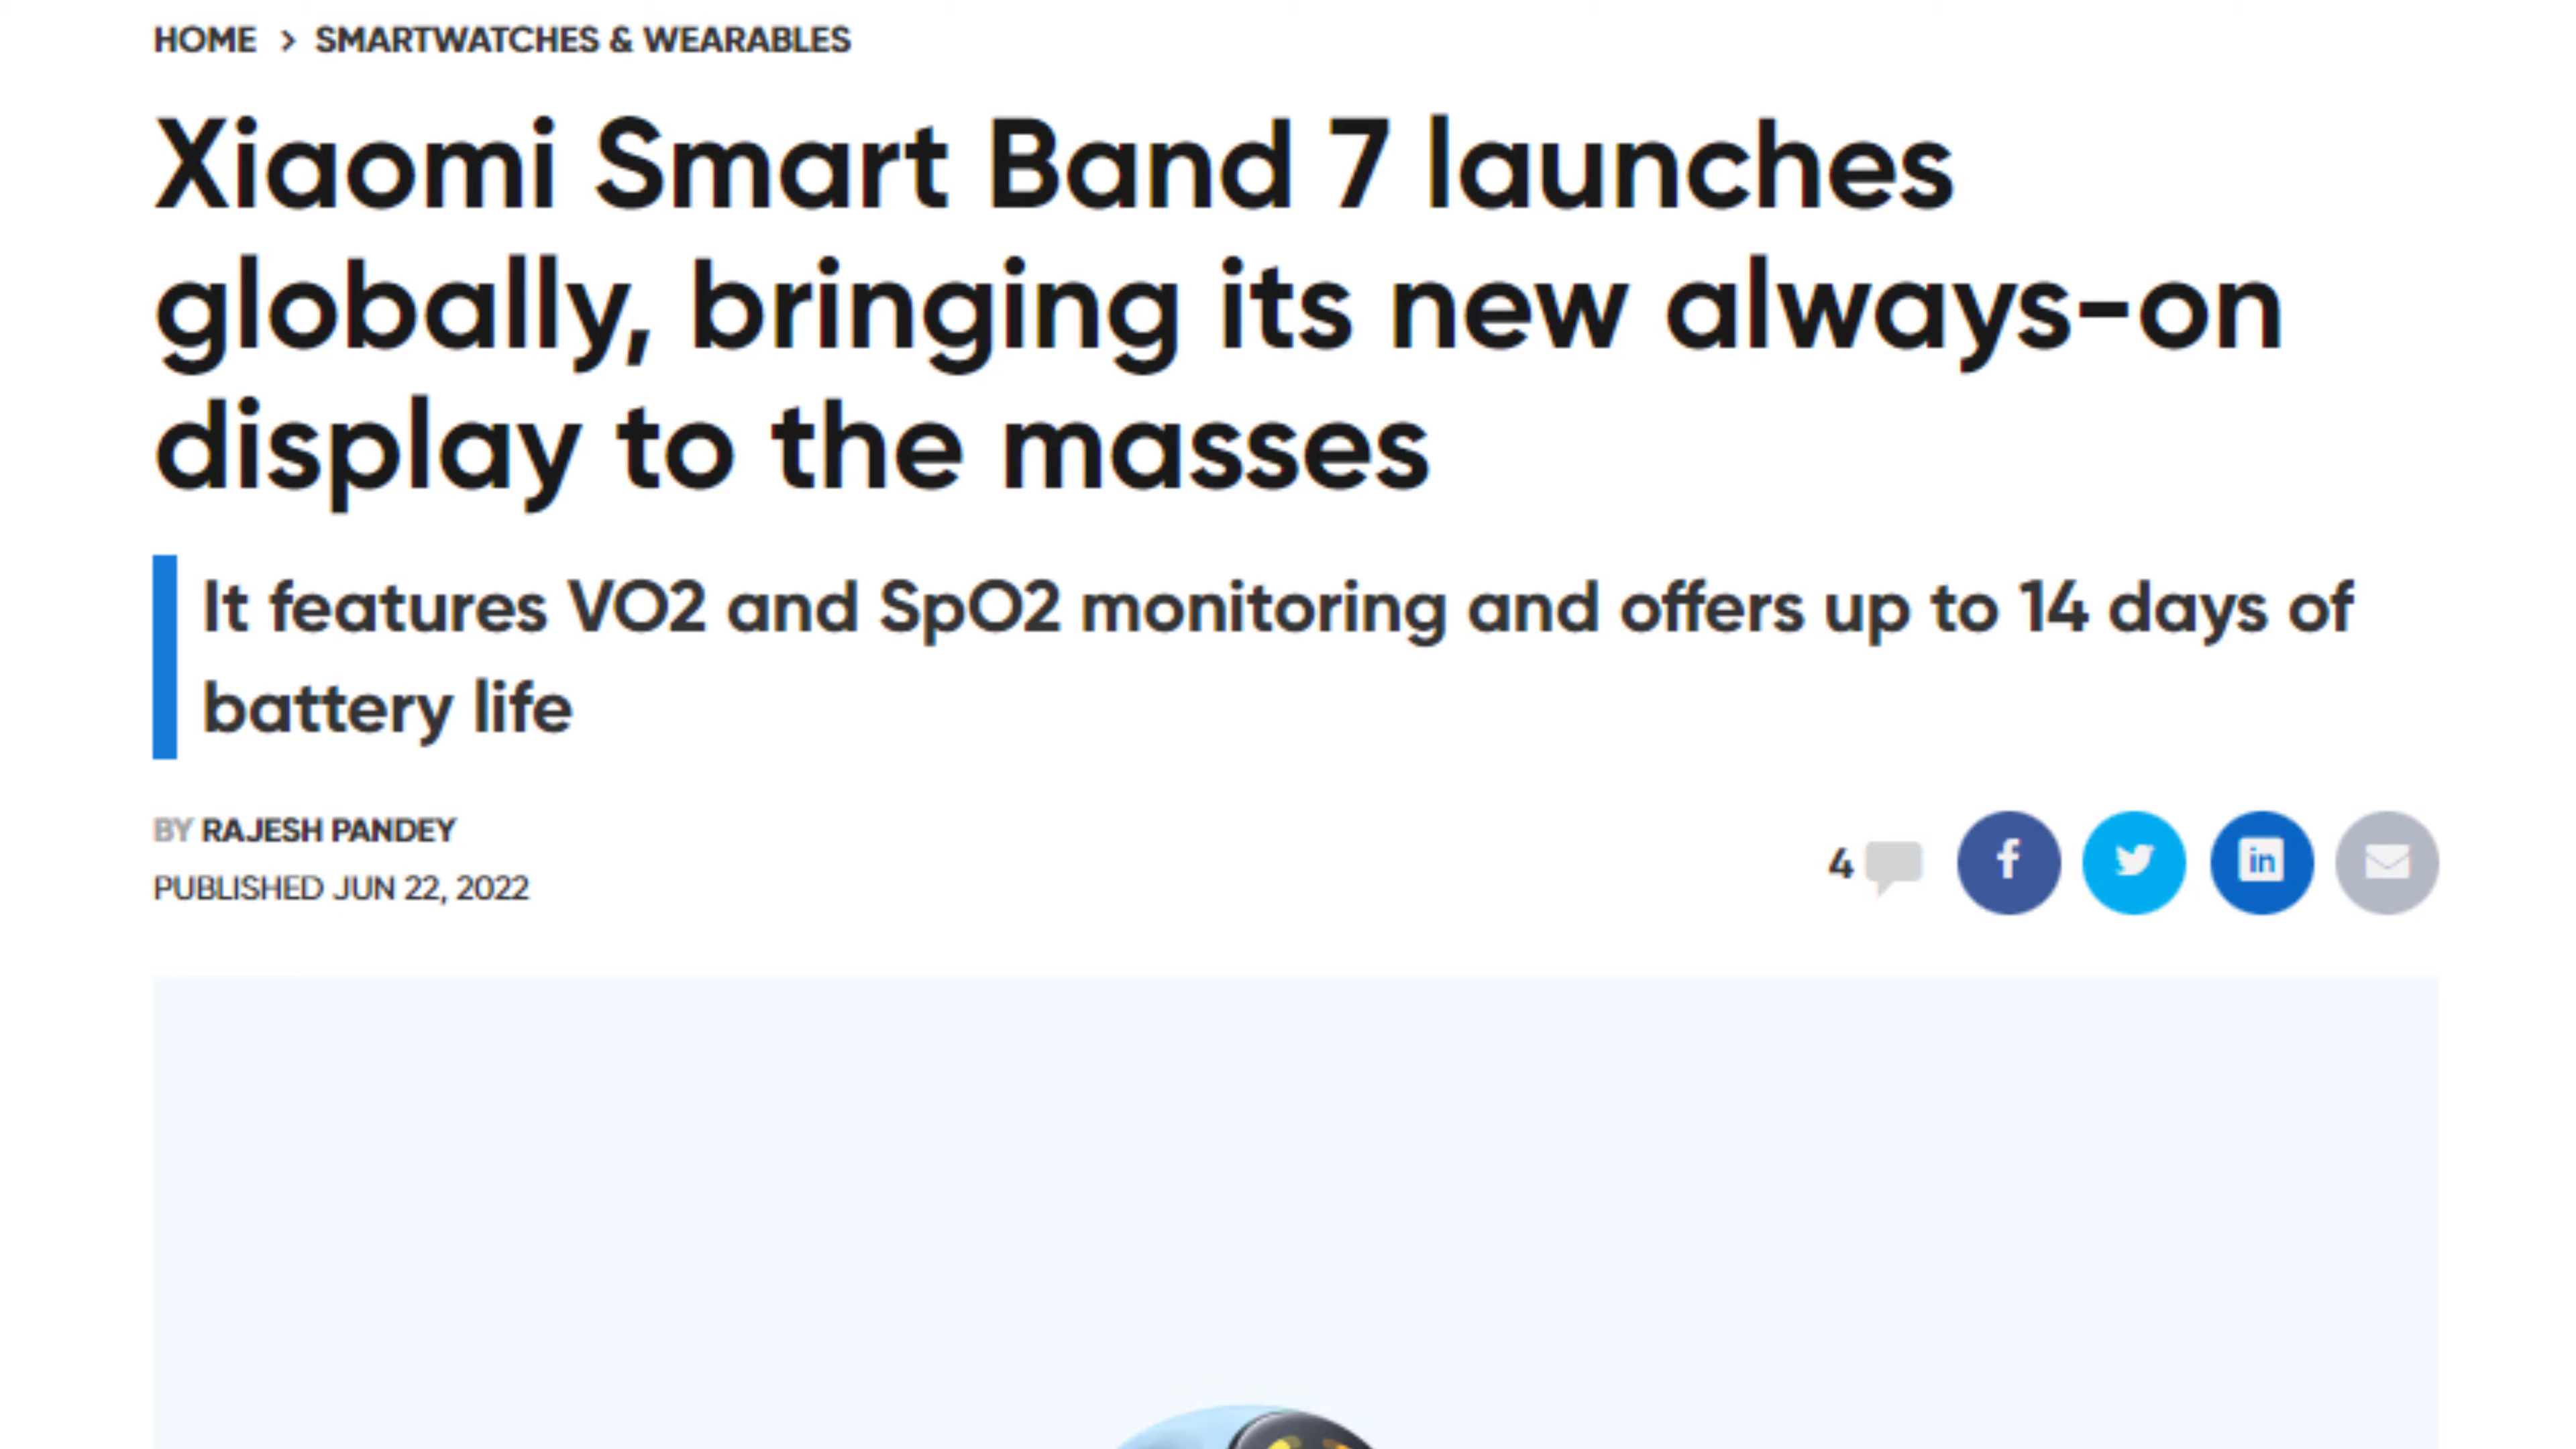 HOME > SMARTWATCHES & WEARABLES
Xiaomi Smart Band 7 launches
globally, bringing its new always-on
display to the masses
It features VO2 and SpO2 monitoring and offers up to 14 days of
battery life
BY RAJESH PANDEY
PUBLISHED JUN 22, 2022
4
f
in